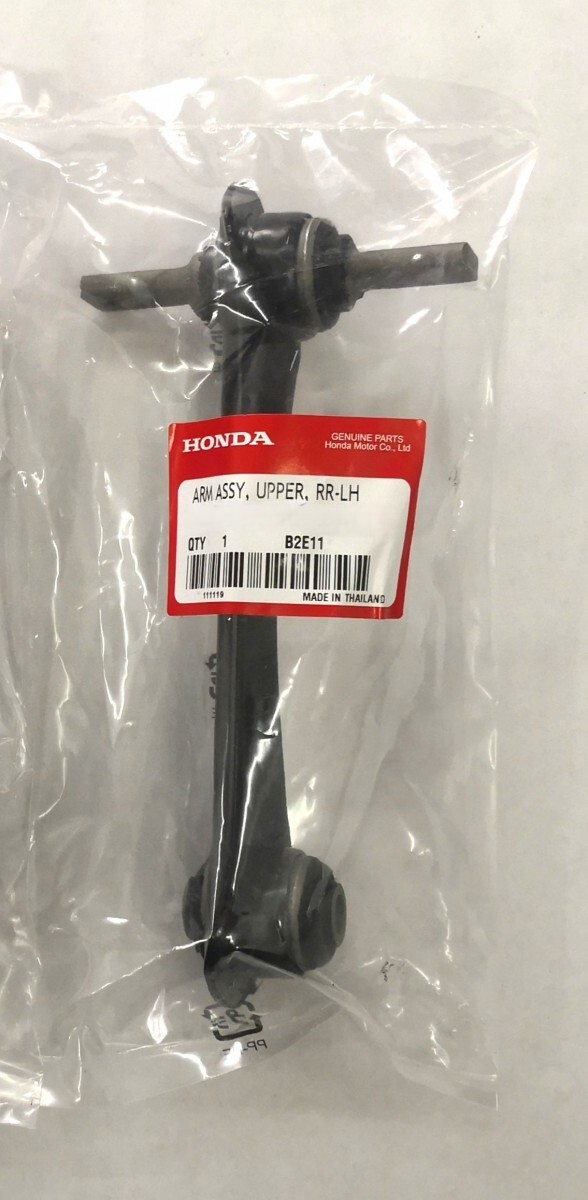 HONDA
GENUINE PARTS
Honda Motor Co., Ltd
ARM ASSY, UPPER, RR-LH
QTY 1 B2E11
111119 MADE IN THAILAND